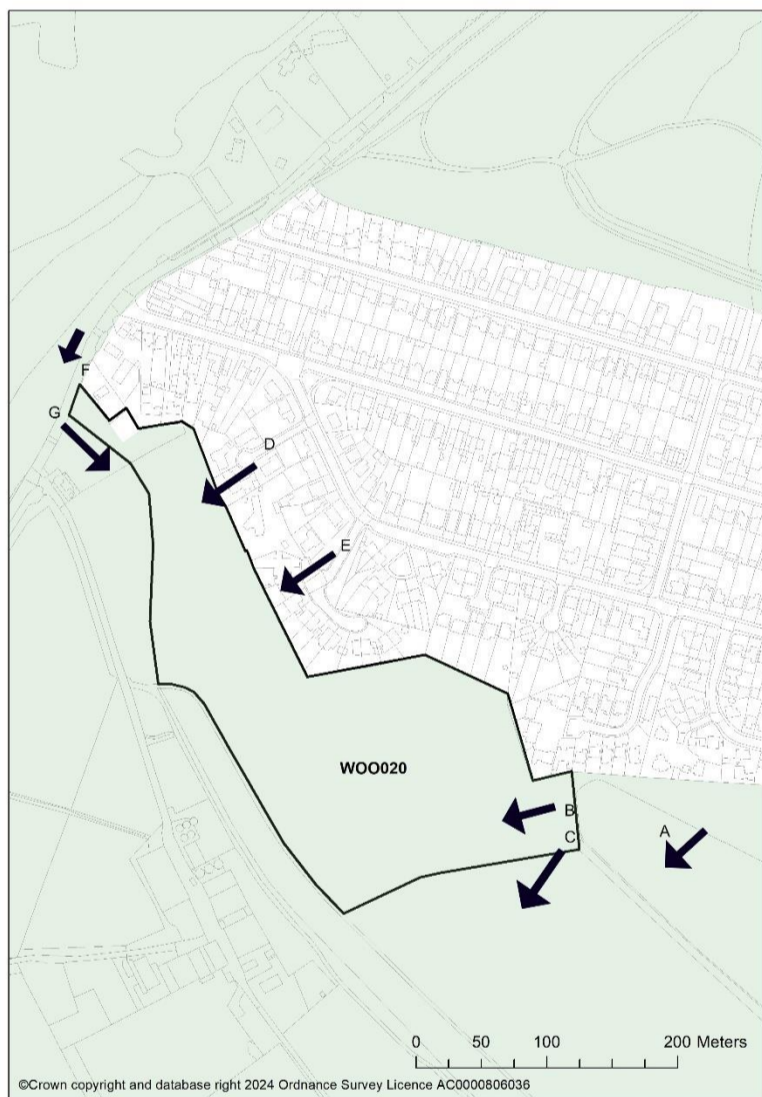 F
G
D
E
WOO020
B
C
A
0 50 100 200 Meters
©Crown copyright and database right 2024 Ordnance Survey Licence AC0000806036